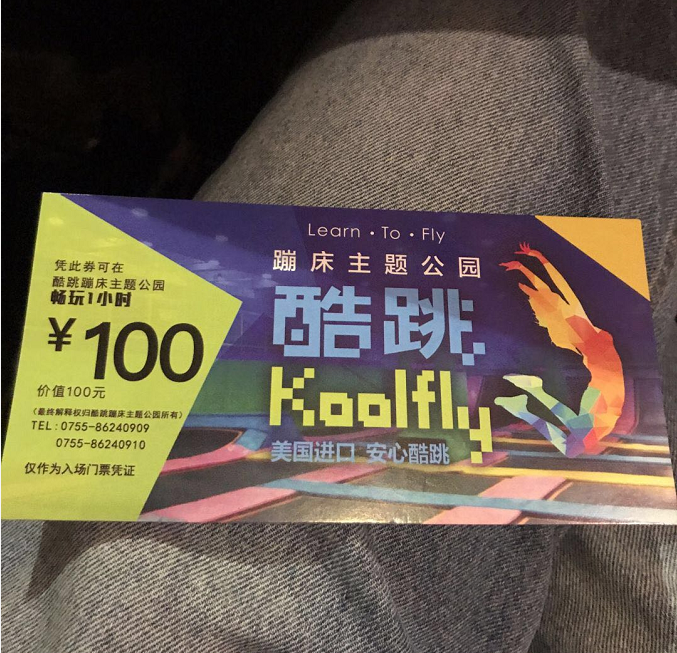 凭此券可在
酷跳蹦床主题公园
畅玩1小时
￥100
价值100元
(最终解释权归酷跳蹦床主题公园所有)
TEL:0755-86240909
0755-86240910
仅作为入场门票凭证
Learn·To·Fly
蹦床主题公园
酷跳
Koolfly
美国进口 安心酷跳